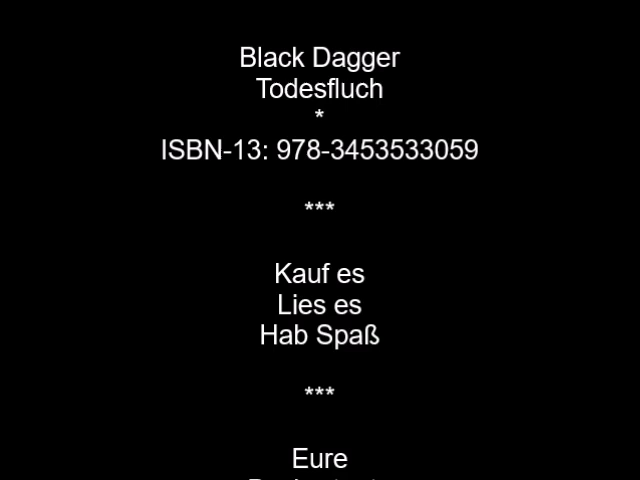 Black Dagger
Todesfluch
*
ISBN-13: 978-3453533059
***
Kauf es
Lies es
Hab Spaß
***
Eure